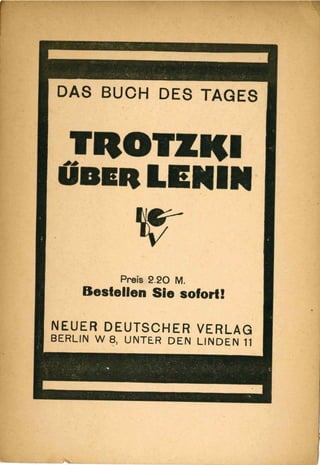 DAS BUCH DES TAGES
TROTZKI
ÜBER LENIN
NDV
Preis 2.20 M.
Bestellen Sie sofort!
NEUER DEUTSCHER VERLAG
BERLIN W 8, UNTER DEN LINDEN 11